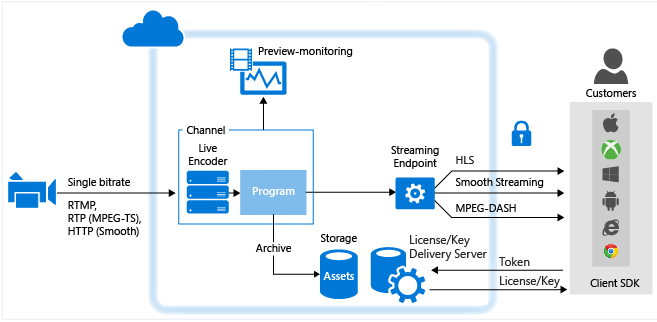 Preview-monitoring
Customers
Channel
Live
Encoder
Program
Streaming
Endpoint
HLS
Smooth Streaming
MPEG-DASH
Single bitrate
RTMP,
RTP (MPEG-TS),
HTTP (Smooth)
Archive
Storage
Assets
License/Key
Delivery Server
Token
License/Key
Client SDK